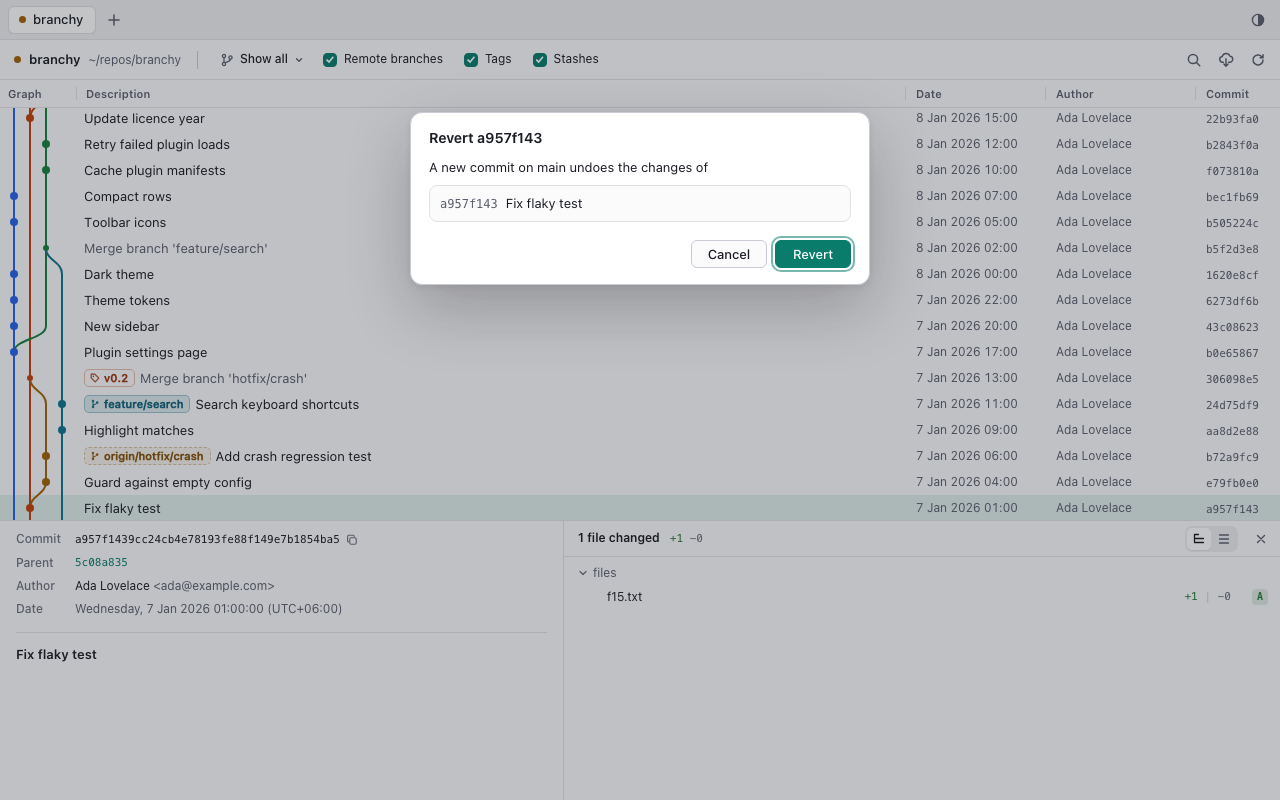 branchy
branchy ~/repos/branchy Show all Remote branches Tags Stashes
Graph Description Date Author Commit
Update licence year 8 Jan 2026 15:00 Ada Lovelace 22b93fa0
Retry failed plugin loads 8 Jan 2026 12:00 Ada Lovelace b2843f0a
Cache plugin manifests 8 Jan 2026 10:00 Ada Lovelace f073810a
Compact rows 8 Jan 2026 07:00 Ada Lovelace bec1fb69
Toolbar icons 8 Jan 2026 05:00 Ada Lovelace b505224c
Merge branch 'feature/search' 8 Jan 2026 02:00 Ada Lovelace b5f2d3e8
Dark theme 8 Jan 2026 00:00 Ada Lovelace 1620e8cf
Theme tokens 7 Jan 2026 22:00 Ada Lovelace 6273df6b
New sidebar 7 Jan 2026 20:00 Ada Lovelace 43c08623
Plugin settings page 7 Jan 2026 17:00 Ada Lovelace b0e65867
v0.2 Merge branch 'hotfix/crash' 7 Jan 2026 13:00 Ada Lovelace 306098e5
feature/search Search keyboard shortcuts 7 Jan 2026 11:00 Ada Lovelace 24d75df9
Highlight matches 7 Jan 2026 09:00 Ada Lovelace aa8d2e88
origin/hotfix/crash Add crash regression test 7 Jan 2026 06:00 Ada Lovelace b72a9fc9
Guard against empty config 7 Jan 2026 04:00 Ada Lovelace e79fb0e0
Fix flaky test 7 Jan 2026 01:00 Ada Lovelace a957f143
Revert a957f143
A new commit on main undoes the changes of
a957f143 Fix flaky test
Cancel Revert
Commit a957f1439cc24cb4e78193fe88f149e7b1854ba5
Parent 5c08a835
Author Ada Lovelace <ada@example.com>
Date Wednesday, 7 Jan 2026 01:00:00 (UTC+06:00)
Fix flaky test
1 file changed +1 −0
files
f15.txt +1 | −0 A